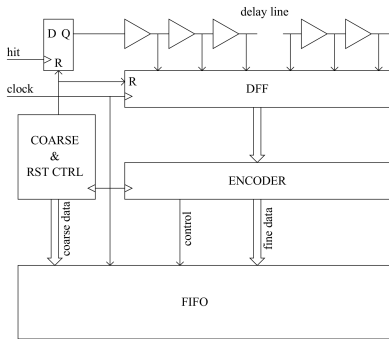 delay line
D Q
hit
R
R
clock
DFF
COARSE
&
RST CTRL
ENCODER
coarse data
control
fine data
FIFO